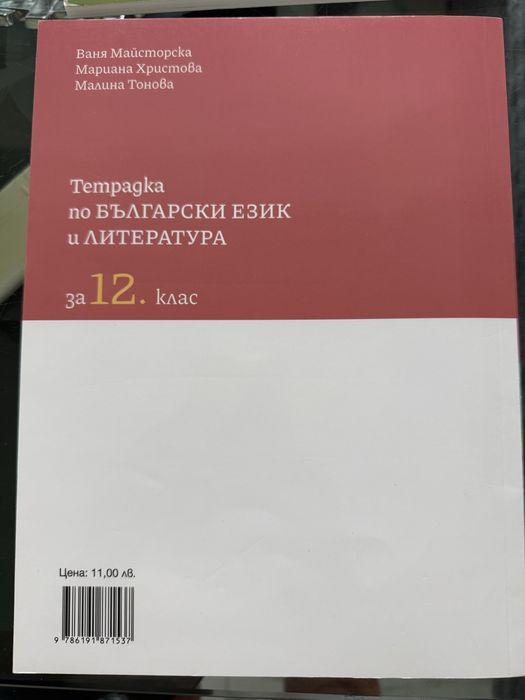 Ваня Майсторска
Мариана Христова
Малина Тонова
Тетрадка
по БЪЛГАРСКИ ЕЗИК
и ЛИТЕРАТУРА
за 12. клас
Цена: 11,00 лв.
9 786191 871537